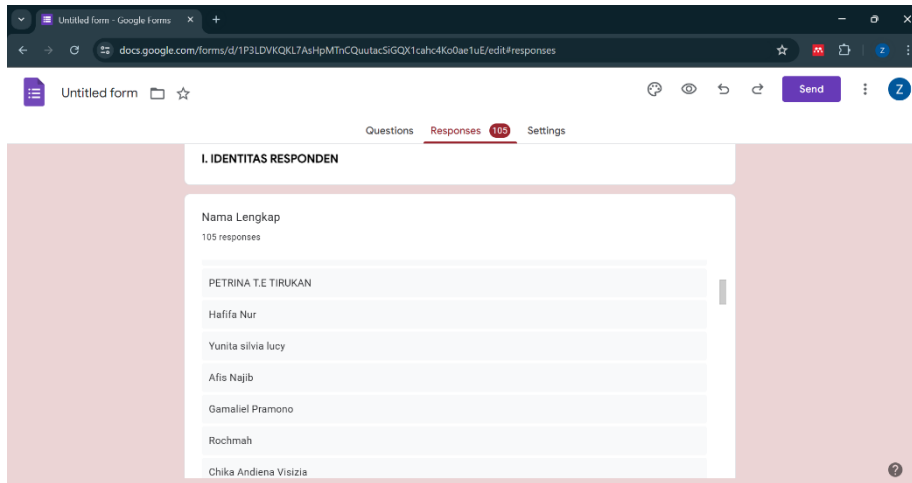 Untitled form - Google Forms
docs.google.com/forms/d/1P3LDVKQKL7AsHpMTnCQuutacSiGQX1cahc4Ko0ae1uE/edit#responses
Z
Untitled form
Send
Z
Questions Responses 105 Settings
I. IDENTITAS RESPONDEN
Nama Lengkap
105 responses
PETRINA T.E TIRUKAN
Hafifa Nur
Yunita silvia lucy
Afis Najib
Gamaliel Pramono
Rochmah
Chika Andiena Visizia